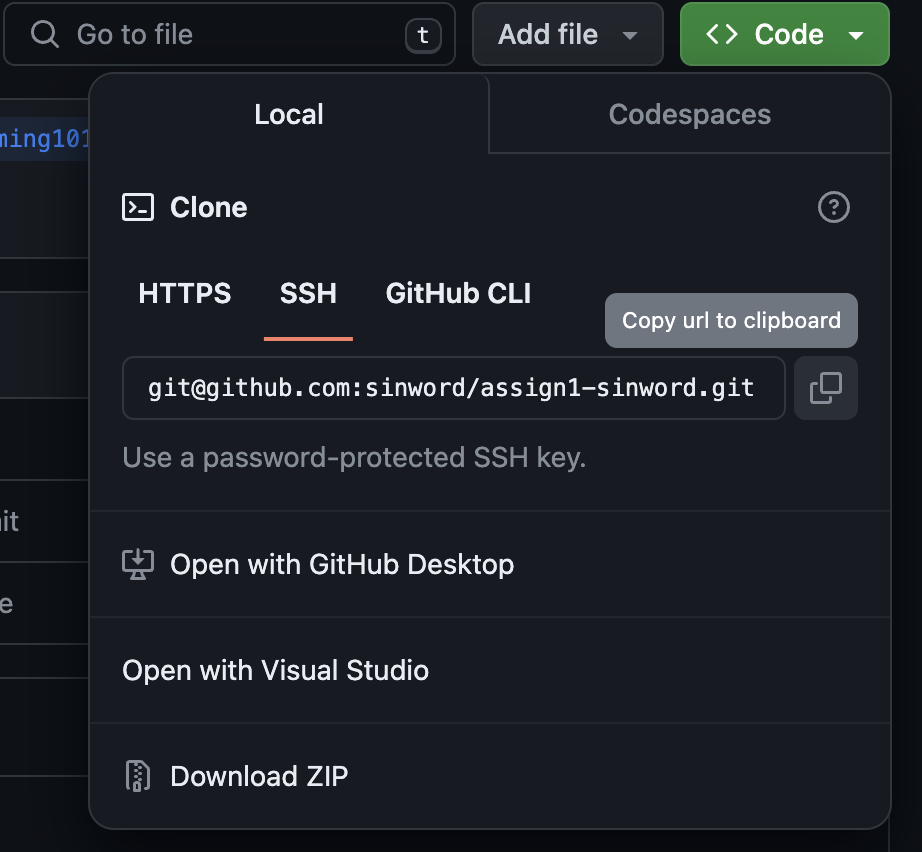 Go to file
t
Add file
Code
Local
Codespaces
ming101
Clone
HTTPS
SSH
GitHub CLI
Copy url to clipboard
git@github.com:sinword/assign1-sinword.git
Use a password-protected SSH key.
it
Open with GitHub Desktop
e
Open with Visual Studio
Download ZIP